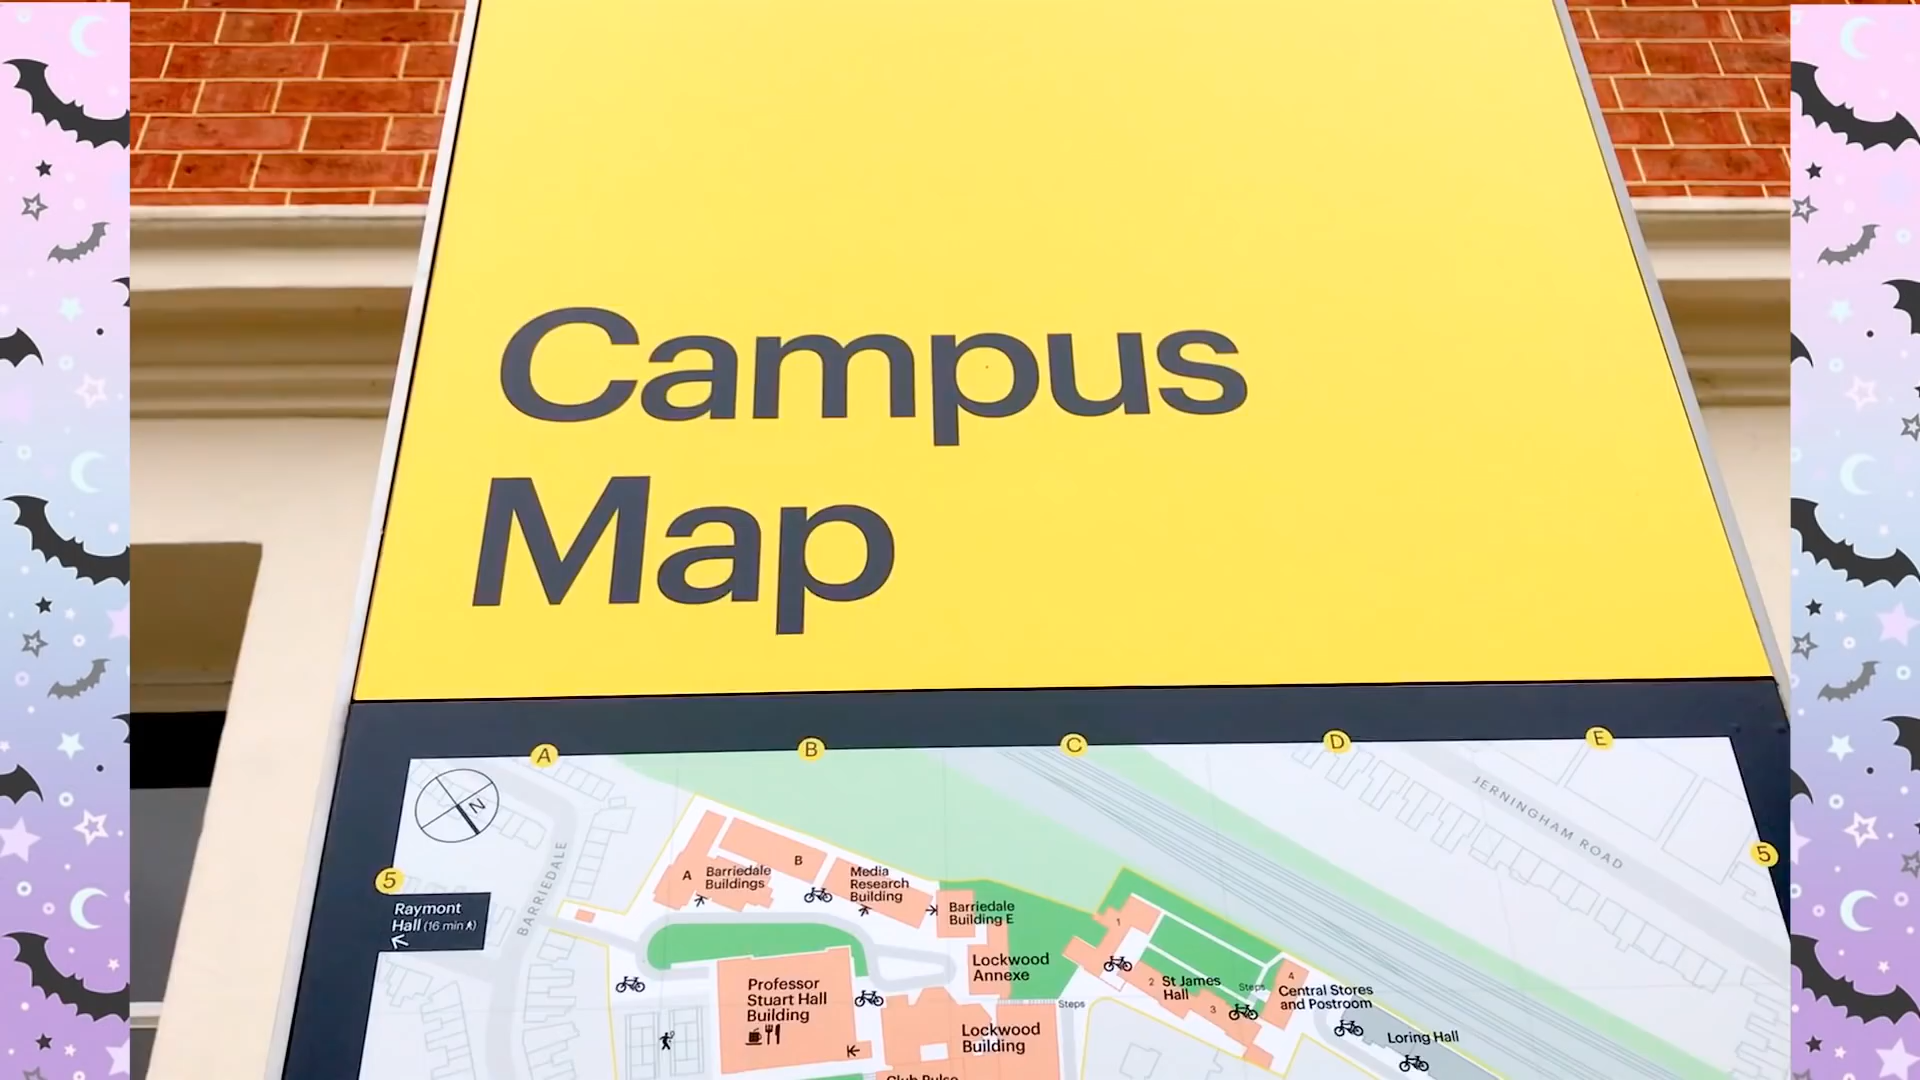 Campus
Map
A
B
C
D
E
N
5
5
JERNINGHAM ROAD
BARRIEDALE
Raymont
Hall (16 min)
A
B
Barriedale
Buildings
Media
Research
Building
Barriedale
Building E
Lockwood
Annexe
Professor
Stuart Hall
Building
Lockwood
Building
Steps
1
2
St James
Hall
3
Steps
4
Central Stores
and Postroom
Loring Hall
Club Pulse